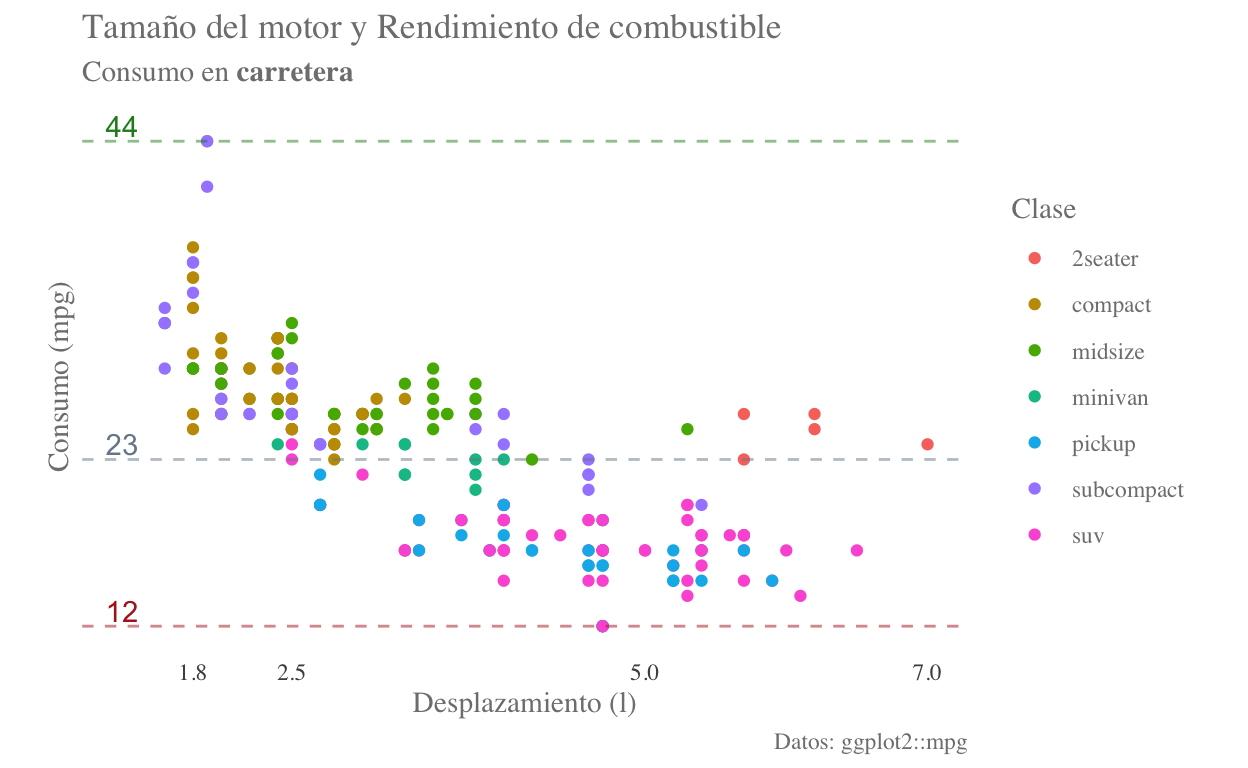 Tamaño del motor y Rendimiento de combustible
Consumo en carretera
44
23
12
Consumo (mpg)
1.8 2.5 5.0 7.0
Desplazamiento (l)
Clase
2seater
compact
midsize
minivan
pickup
subcompact
suv
Datos: ggplot2::mpg